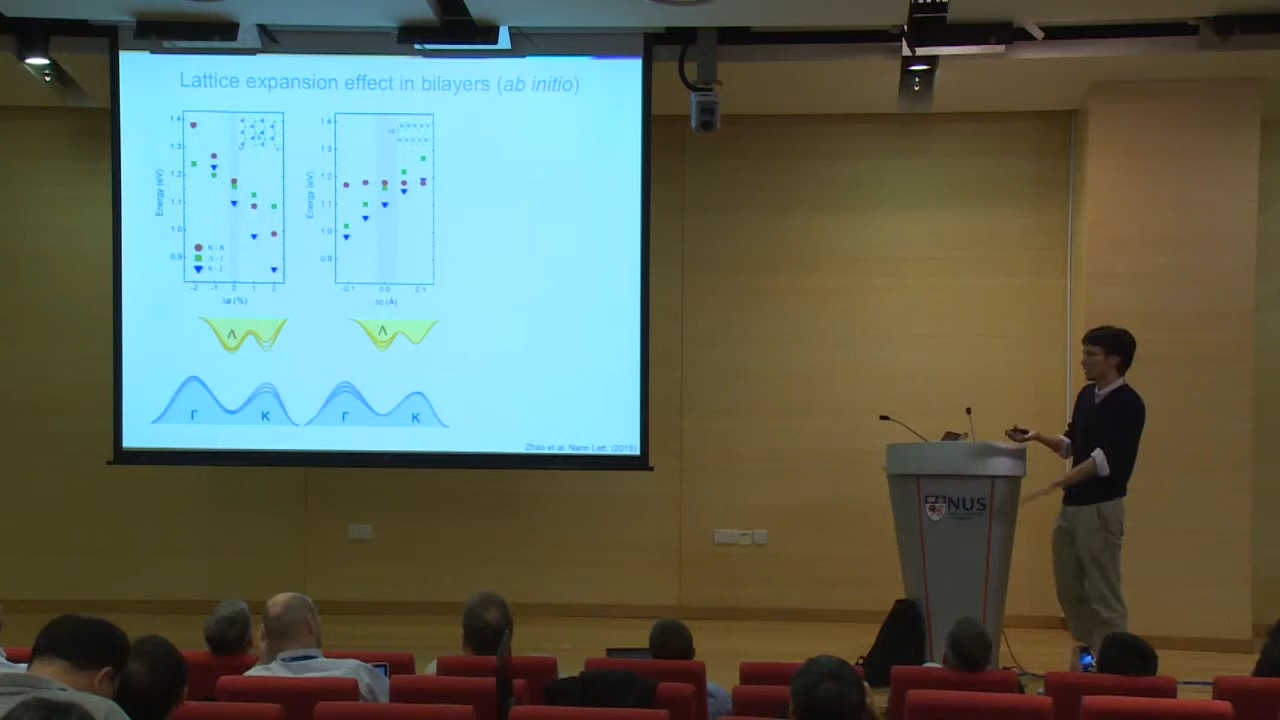 Lattice expansion effect in bilayers (ab initio)
1.4
1.3
1.2
1.1
1.0
0.9
Energy (eV)
K - K
Λ - Γ
K - Γ
-2 -1 0 1 2
Δa (%)
1.4
1.3
1.2
1.1
1.0
0.9
Energy (eV)
-0.1 0.0 0.1
Δc (Å)
Λ
Γ K
Λ
Γ K
Zhao et al. Nano Lett. (2013)
NUS